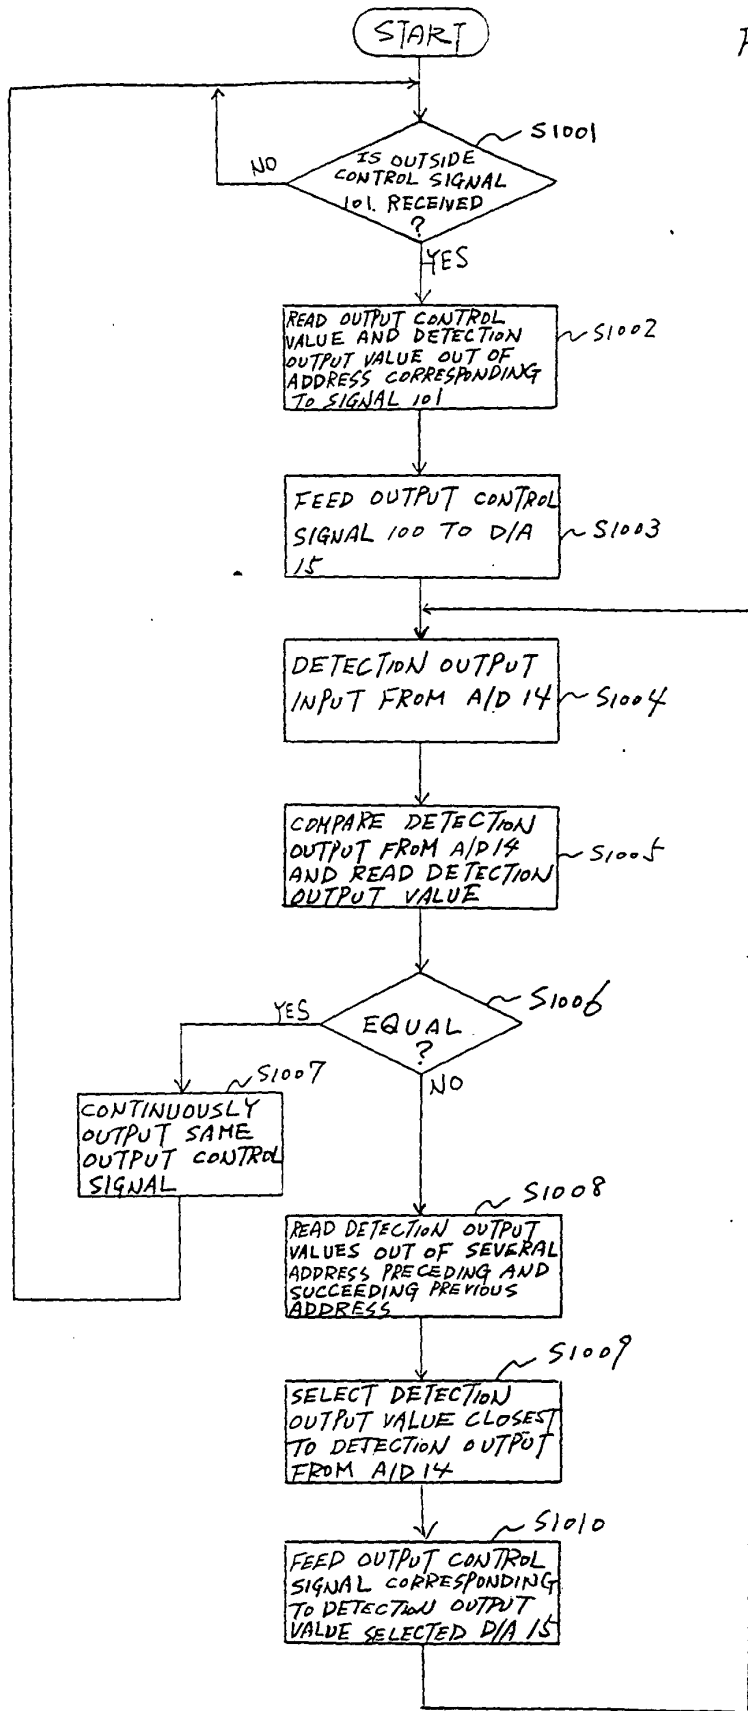 START
S1001
NO
IS OUTSIDE
CONTROL SIGNAL
101. RECEIVED
?
YES
READ OUTPUT CONTROL
VALUE AND DETECTION
OUTPUT VALUE OUT OF
ADDRESS CORRESPONDING
TO SIGNAL 101
S1002
FEED OUTPUT CONTROL
SIGNAL 100 TO D/A
15
S1003
DETECTION OUTPUT
INPUT FROM A/D 14
S1004
COMPARE DETECTION
OUTPUT FROM A/D 14
AND READ DETECTION
OUTPUT VALUE
S1005
S1006
YES
EQUAL
?
NO
S1007
CONTINUOUSLY
OUTPUT SAME
OUTPUT CONTROL
SIGNAL
S1008
READ DETECTION OUTPUT
VALUES OUT OF SEVERAL
ADDRESS PRECEDING AND
SUCCEEDING PREVIOUS
ADDRESS
S1009
SELECT DETECTION
OUTPUT VALUE CLOSEST
TO DETECTION OUTPUT
FROM A/D 14
S1010
FEED OUTPUT CONTROL
SIGNAL CORRESPONDING
TO DETECTION OUTPUT
VALUE SELECTED D/A 15